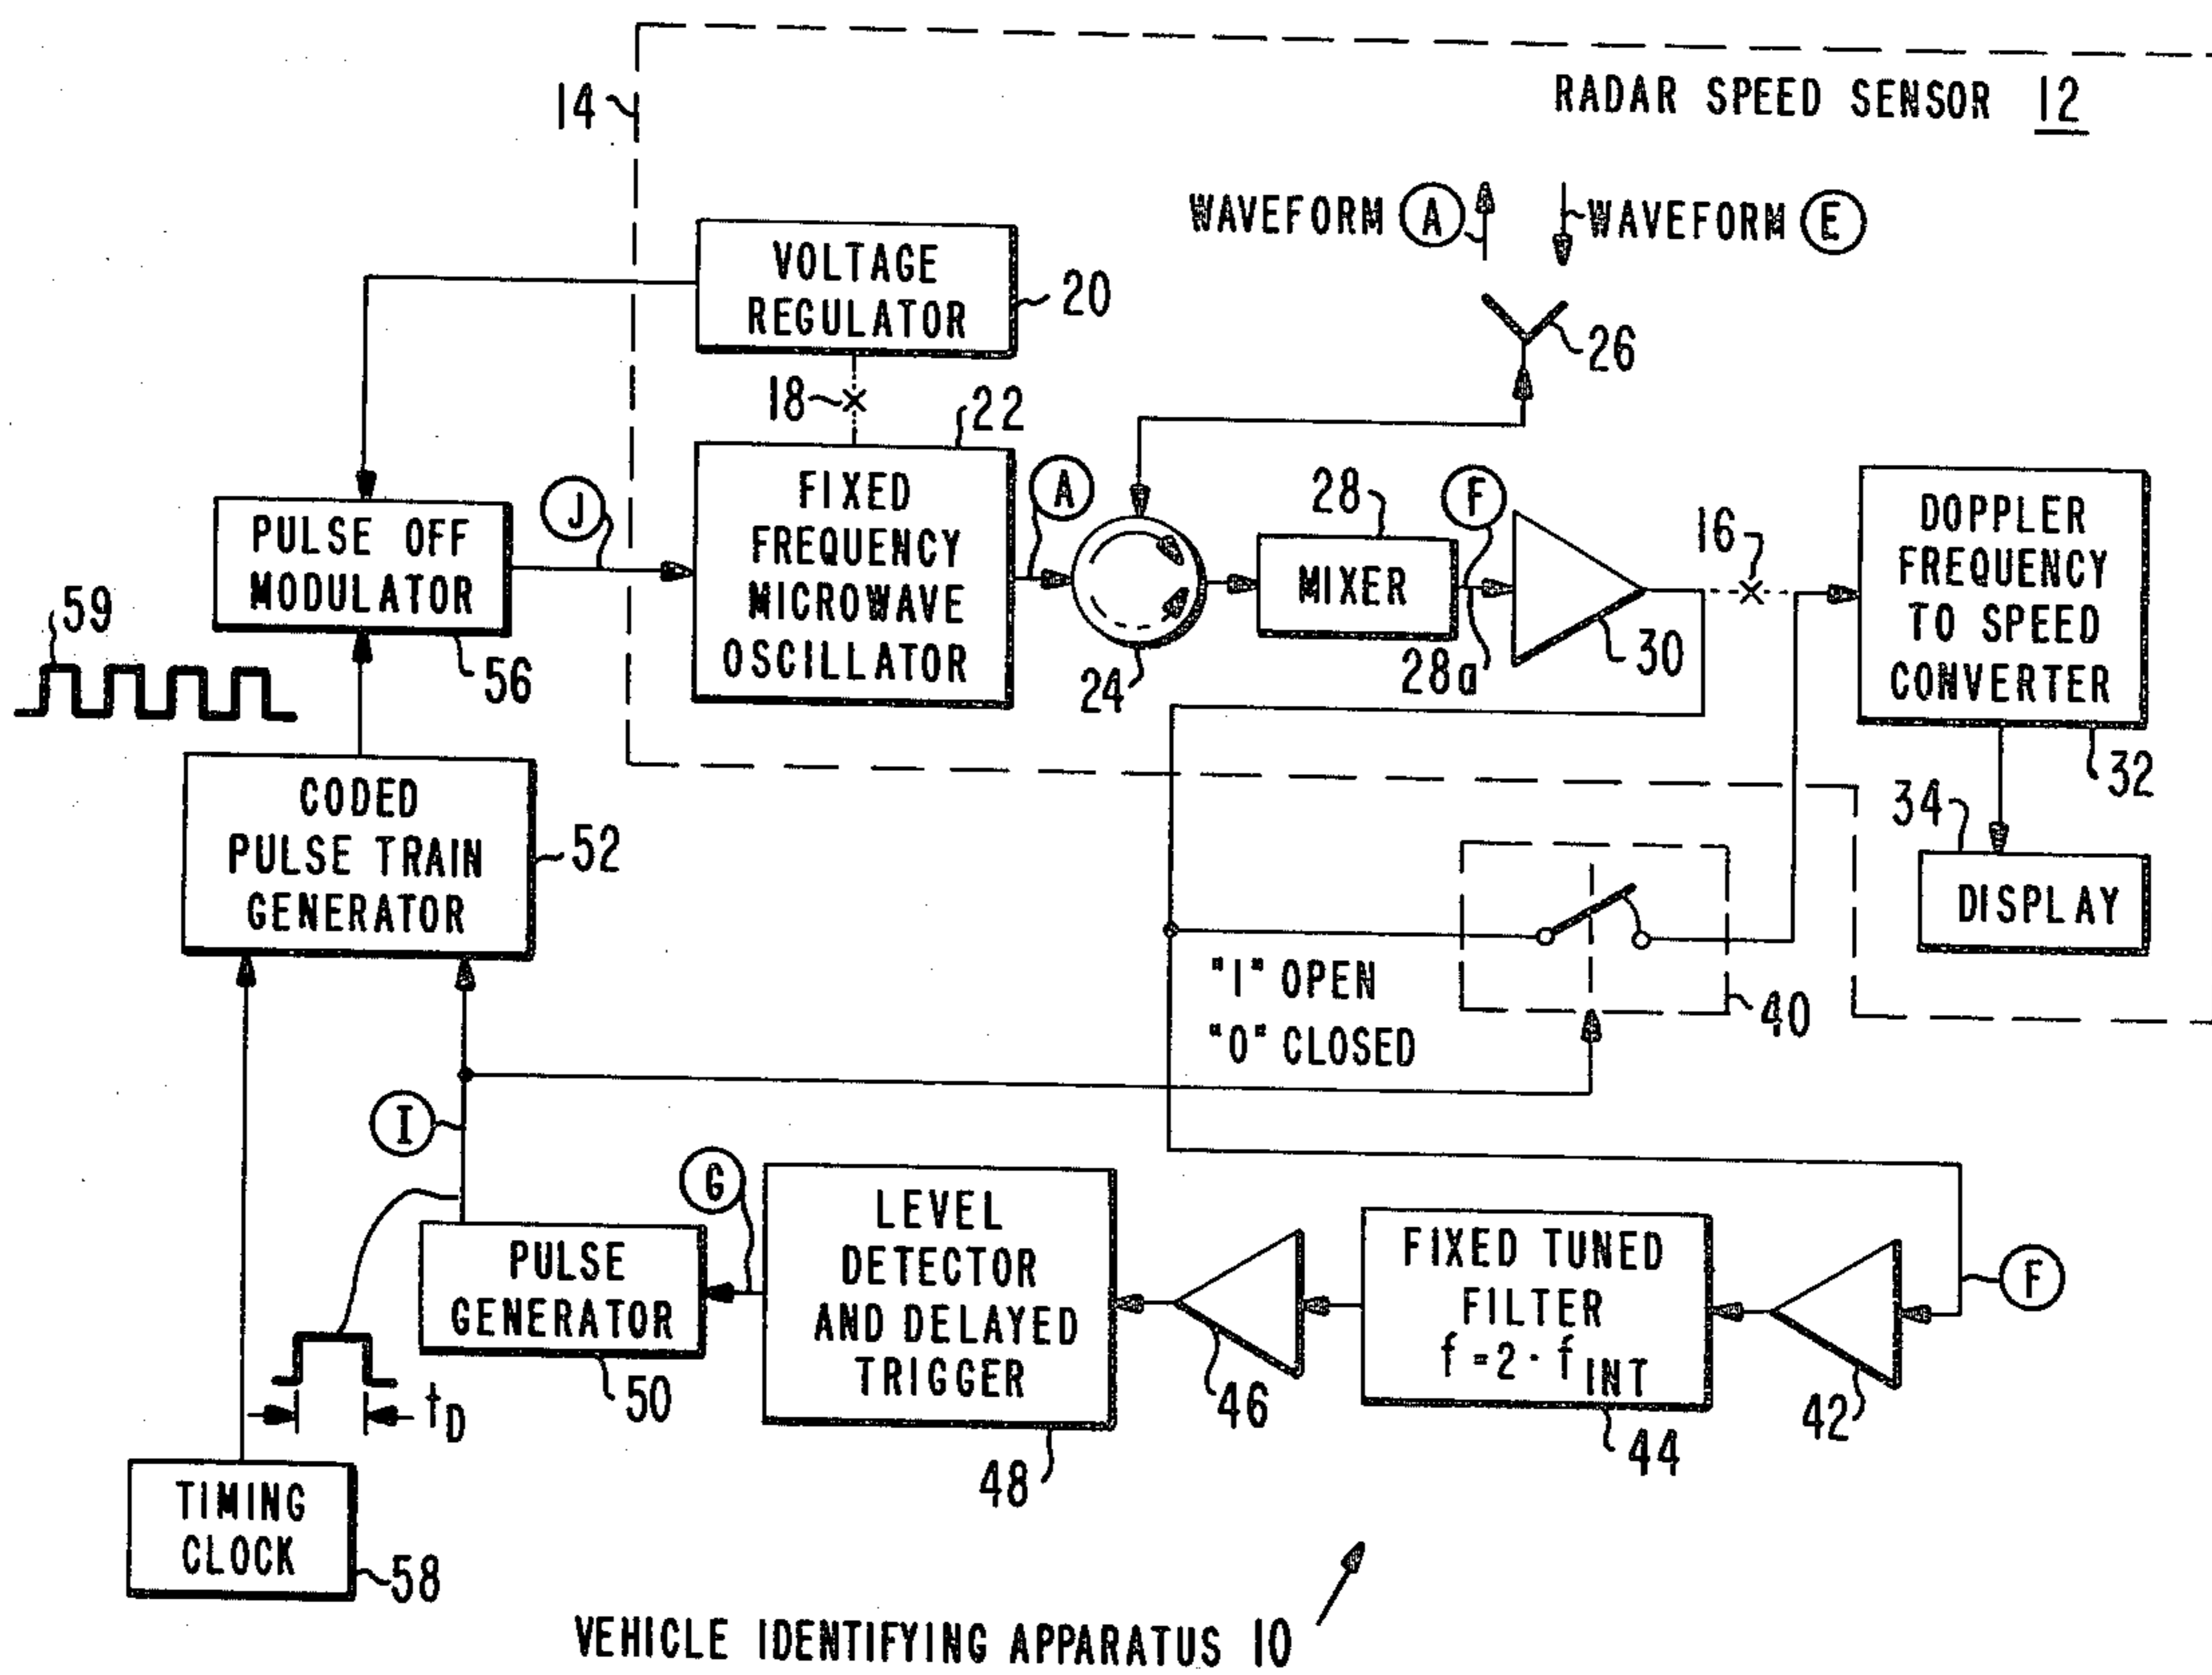 RADAR SPEED SENSOR 12
14
WAVEFORM A
WAVEFORM E
VOLTAGE
REGULATOR
20
26
18
22
FIXED
FREQUENCY
MICROWAVE
OSCILLATOR
J
A
24
28
MIXER
F
28a
30
16
DOPPLER
FREQUENCY
TO SPEED
CONVERTER
32
34
DISPLAY
PULSE OFF
MODULATOR
56
59
CODED
PULSE TRAIN
GENERATOR
52
"1" OPEN
"0" CLOSED
40
I
G
PULSE
GENERATOR
50
LEVEL
DETECTOR
AND DELAYED
TRIGGER
48
46
FIXED TUNED
FILTER
f = 2 · fINT
44
42
F
tD
TIMING
CLOCK
58
VEHICLE IDENTIFYING APPARATUS 10